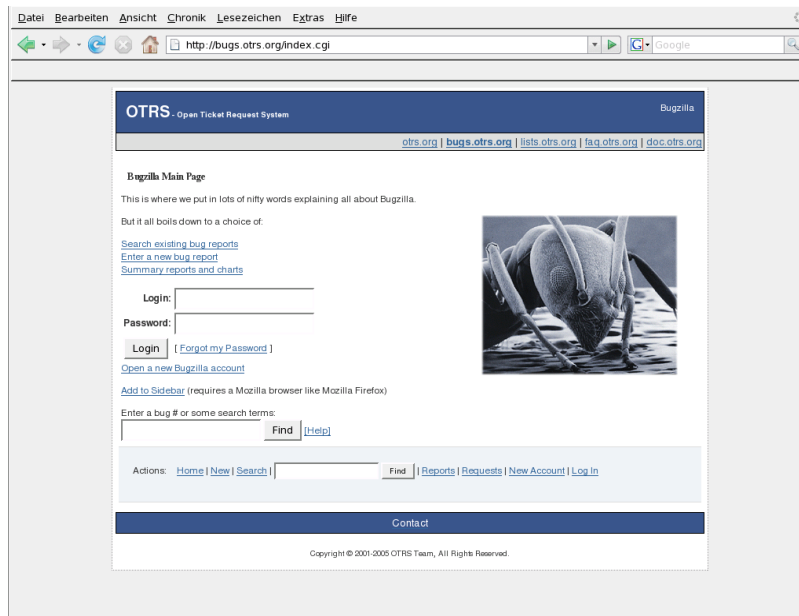 Datei Bearbeiten Ansicht Chronik Lesezeichen Extras Hilfe
http://bugs.otrs.org/index.cgi
G Google
OTRS - Open Ticket Request System
Bugzilla
otrs.org | bugs.otrs.org | lists.otrs.org | faq.otrs.org | doc.otrs.org
Bugzilla Main Page
This is where we put in lots of nifty words explaining all about Bugzilla.
But it all boils down to a choice of:
Search existing bug reports
Enter a new bug report
Summary reports and charts
Login:
Password:
Login [ Forgot my Password ]
Open a new Bugzilla account
Add to Sidebar (requires a Mozilla browser like Mozilla Firefox)
Enter a bug # or some search terms:
Find [Help]
Actions: Home | New | Search | Find | Reports | Requests | New Account | Log In
Contact
Copyright © 2001-2005 OTRS Team, All Rights Reserved.